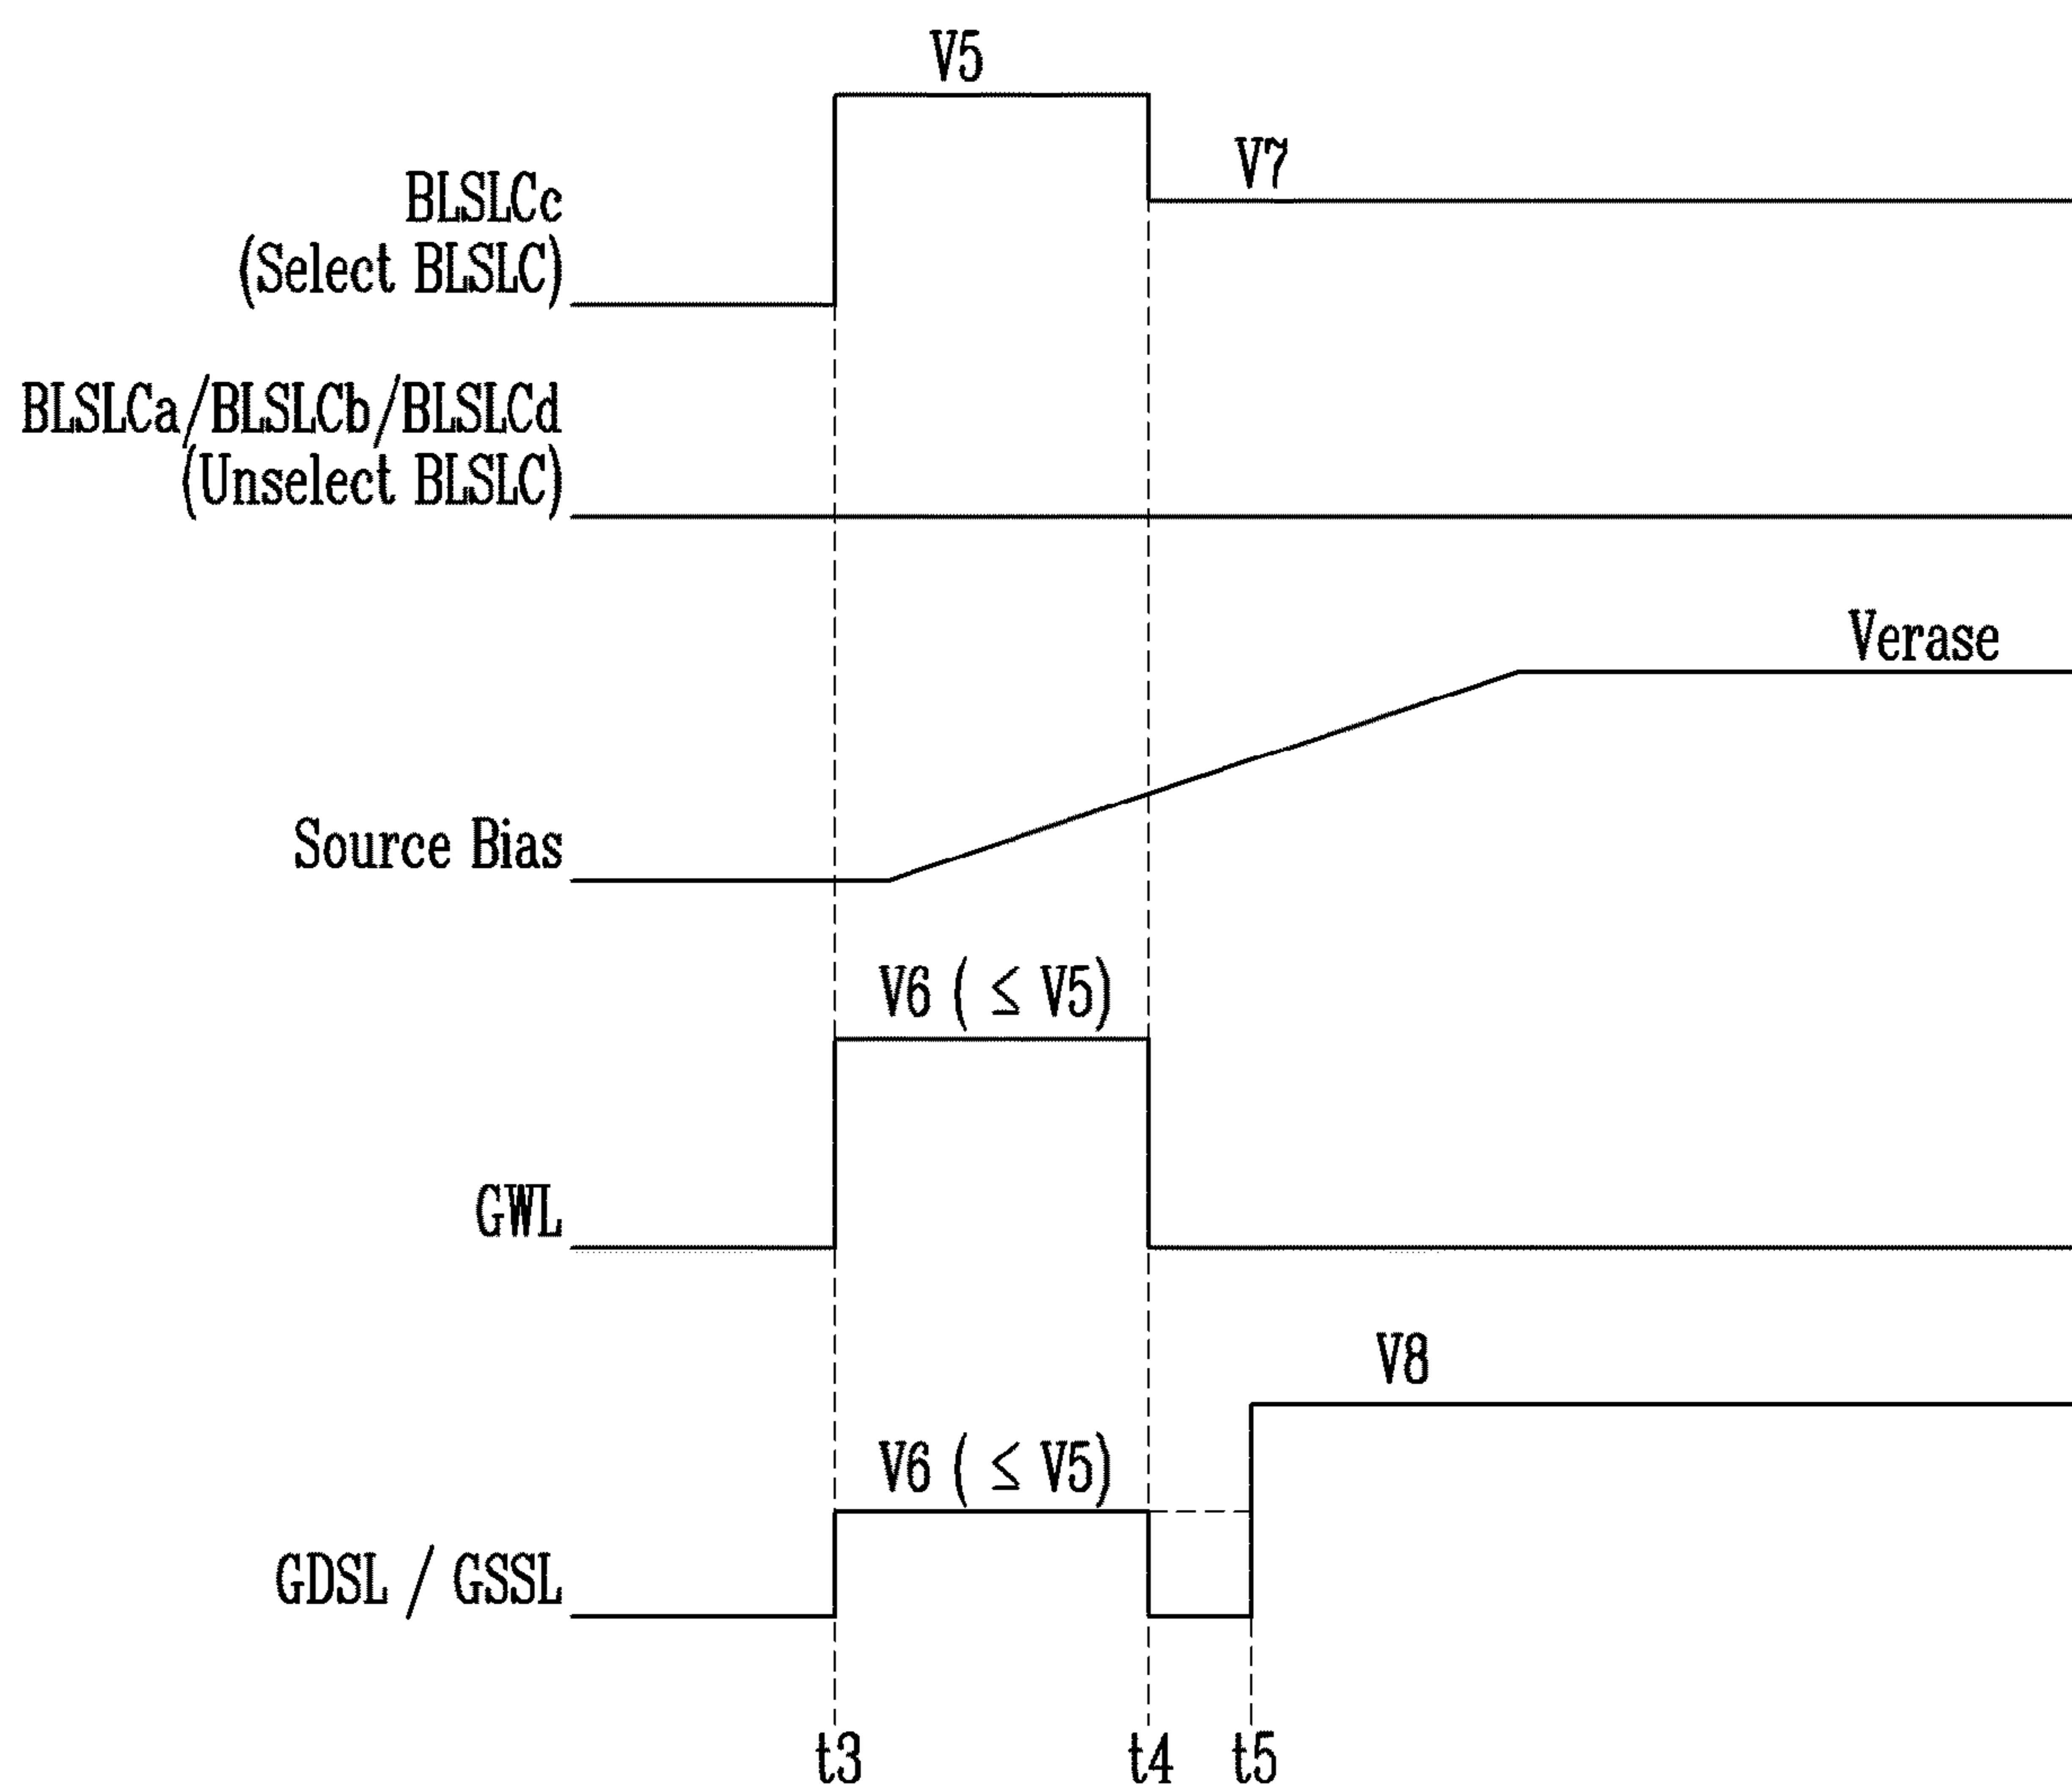 V5
V7
BLSLCc
(Select BLSLC)
BLSLCa/BLSLCb/BLSLCd
(Unselect BLSLC)
Verase
Source Bias
V6 ( ≤ V5)
GWL
V8
V6 ( ≤ V5)
GDSL / GSSL
t3 t4 t5